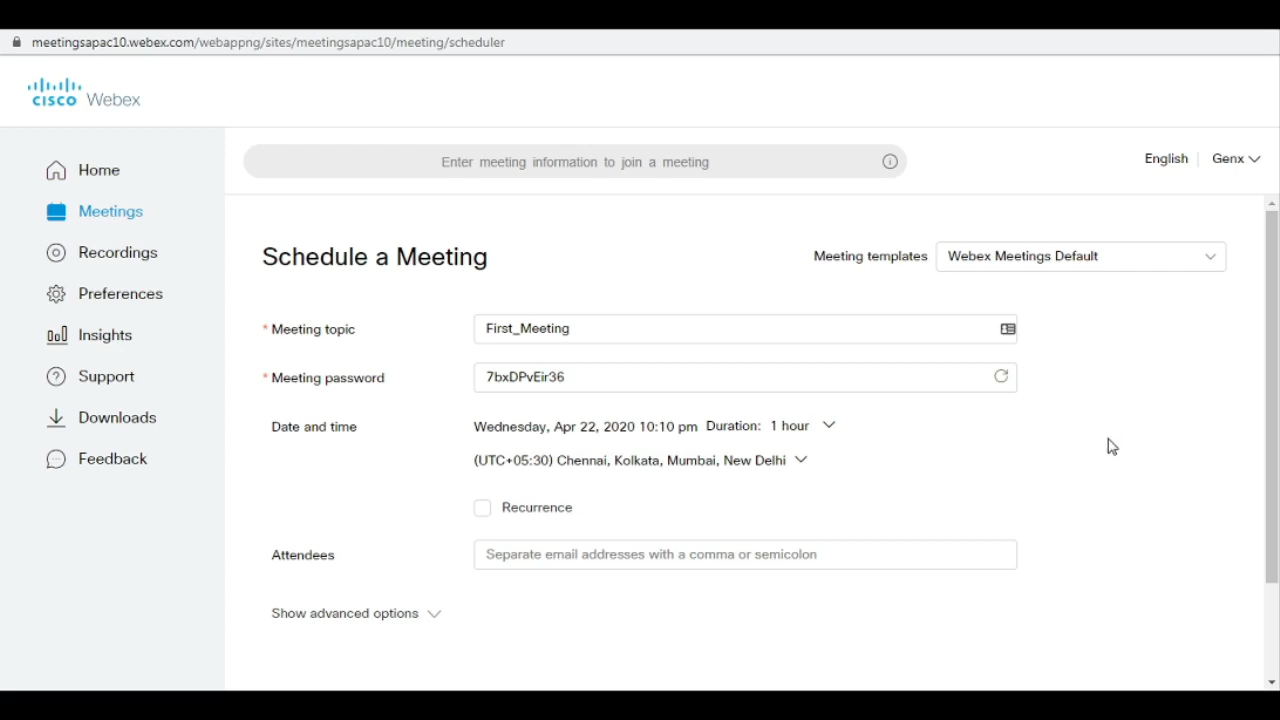 meetingsapac10.webex.com/webappng/sites/meetingsapac10/meeting/scheduler
cisco Webex
Home
Meetings
Recordings
Preferences
Insights
Support
Downloads
Feedback
Enter meeting information to join a meeting
English
Genx
Schedule a Meeting
Meeting templates Webex Meetings Default
* Meeting topic First_Meeting
* Meeting password 7bxDPvEir36
Date and time Wednesday, Apr 22, 2020 10:10 pm Duration: 1 hour
(UTC+05:30) Chennai, Kolkata, Mumbai, New Delhi
Recurrence
Attendees Separate email addresses with a comma or semicolon
Show advanced options